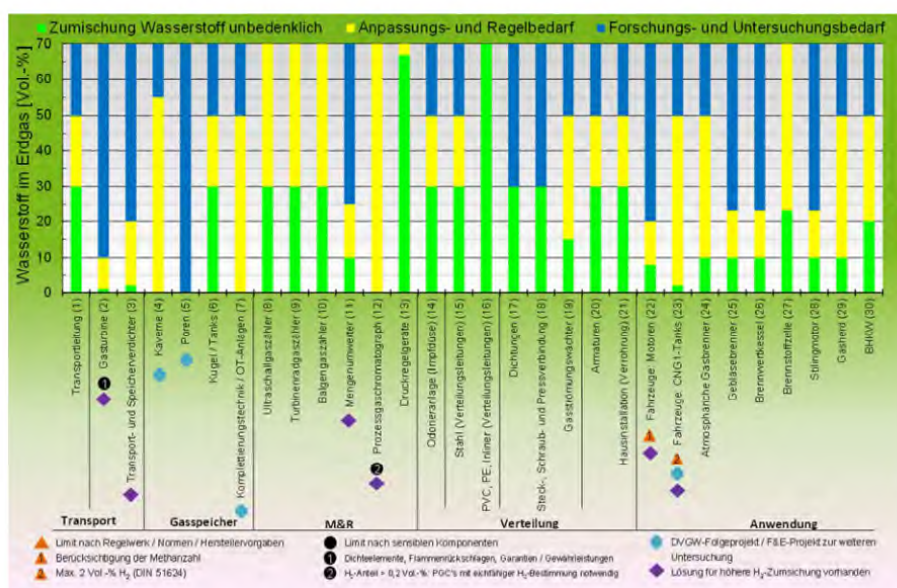 Zumischung Wasserstoff unbedenklich Anpassungs- und Regelbedarf Forschungs- und Untersuchungsbedarf
Wasserstoff im Erdgas [Vol.-%]
70
60
50
40
30
20
10
0
Transportleitung (1)
Gasturbine (2)
Transport- und Speicherverdichter (3)
Kaverne (4)
Poren (5)
Kugel / Tanks (6)
Komplettierungstechnik / OT-Anlagen (7)
Ultraschallgaszähler (8)
Turbinenradgaszähler (9)
Balgengaszähler (10)
Mengenumwerter (11)
Prozessgaschromatograph (12)
Druckregelgeräte (13)
Odorieranlage (Impfdüse) (14)
Stahl (Verteilungsleitungen) (15)
PVC, PE, Inliner (Verteilungsleitungen) (16)
Dichtungen (17)
Steck-, Schraub- und Pressverbindung (18)
Gasströmungswächter (19)
Armaturen (20)
Hausinstallation (Verrohrung) (21)
Fahrzeuge: Motoren (22)
Fahrzeuge: CNG1-Tanks (23)
Atmosphärische Gasbrenner (24)
Gebläsebrenner (25)
Brennwertkessel (26)
Brennstoffzelle (27)
Stirlingmotor (28)
Gasherd (29)
BHKW (30)
1
2
Transport Gasspeicher M&R Verteilung Anwendung
Limit nach Regelwerk / Normen / Herstellervorgaben
Berücksichtigung der Methanzahl
Max. 2 Vol.-% H₂ (DIN 51624)
Limit nach sensiblen Komponenten
1 Dichteelemente, Flammenrückschlagen, Garantien / Gewährleistungen
2 H₂-Anteil > 0,2 Vol.-%: PGC's mit einfähiger H₂-Bestimmung notwendig
DVGW-Folgeprojekt / F&E-Projekt zur weiteren
Untersuchung
Lösung für höhere H₂-Zumischung vorhanden